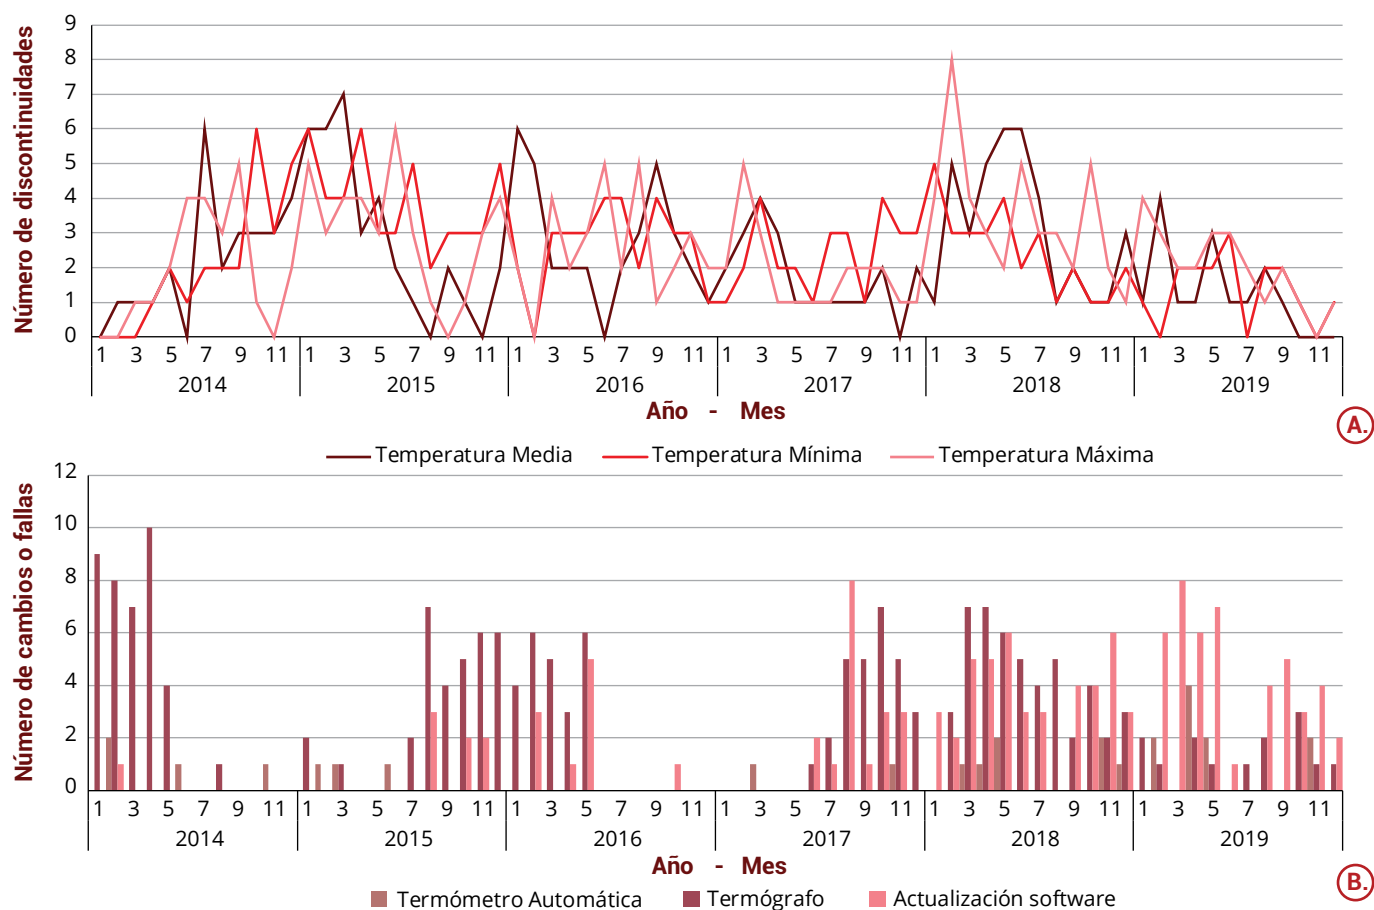 Número de discontinuidades
9
8
7
6
5
4
3
2
1
0
1 3 5 7 9 11 1 3 5 7 9 11 1 3 5 7 9 11 1 3 5 7 9 11 1 3 5 7 9 11 1 3 5 7 9 11
2014 2015 2016 2017 2018 2019
Año - Mes
A.
Temperatura Media Temperatura Mínima Temperatura Máxima
Número de cambios o fallas
12
10
8
6
4
2
0
1 3 5 7 9 11 1 3 5 7 9 11 1 3 5 7 9 11 1 3 5 7 9 11 1 3 5 7 9 11 1 3 5 7 9 11
2014 2015 2016 2017 2018 2019
Año - Mes
B.
Termómetro Automática Termógrafo Actualización software